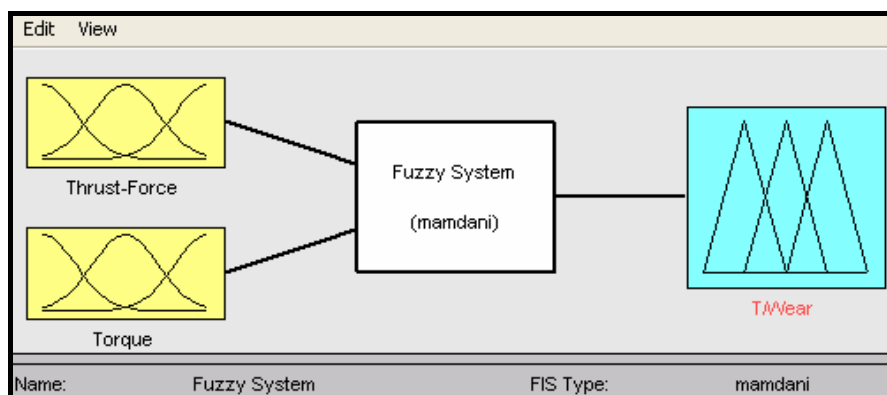 Edit View
Thrust-Force
Fuzzy System
(mamdani)
T/Wear
Torque
Name: Fuzzy System FIS Type: mamdani